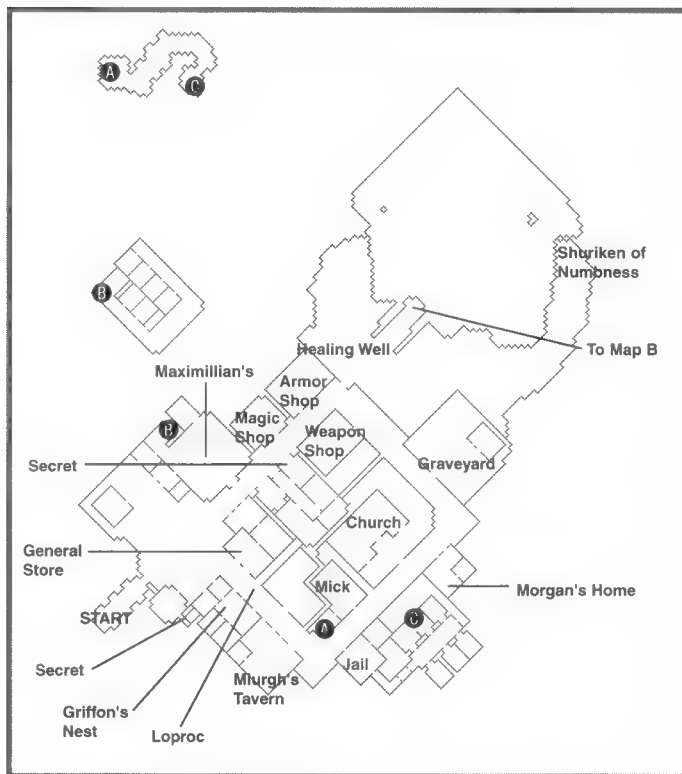 A
C
Shuriken of
Numbness
B
Healing Well
To Map B
Maximillian's
Armor
Shop
Magic
Shop
B
Weapon
Shop
Secret
Graveyard
Church
General
Store
Mick
Morgan's Home
START
C
A
Secret
Jail
Mlurgh's
Tavern
Griffon's
Nest
Loproc